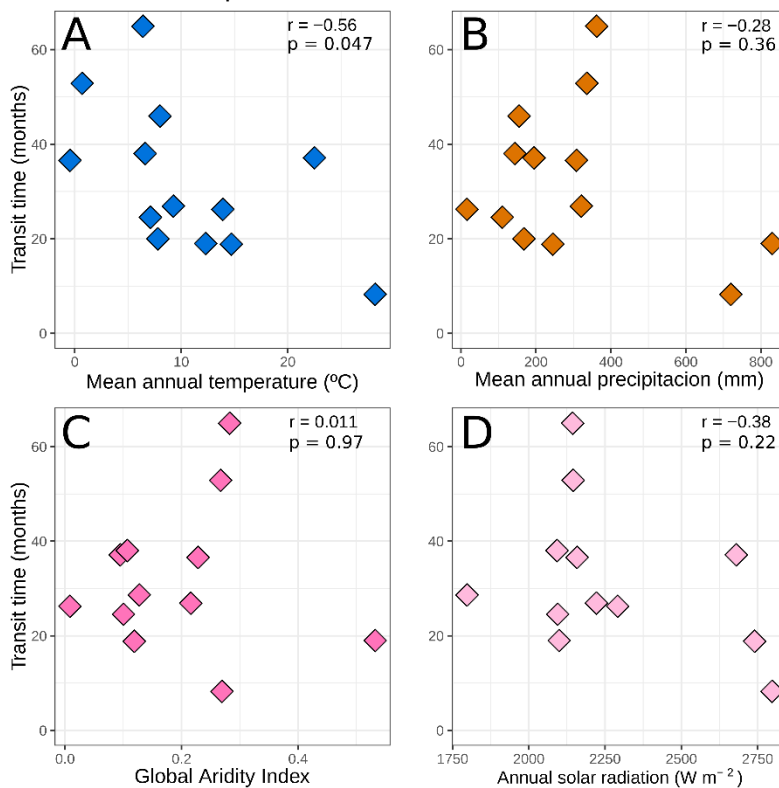 A
r = −0.56
p = 0.047
60
40
20
0
Transit time (months)
0
10
20
Mean annual temperature (ºC)
B
r = −0.28
p = 0.36
0
200
400
600
800
Mean annual precipitacion (mm)
C
r = 0.011
p = 0.97
60
40
20
0
Transit time (months)
0.0
0.2
0.4
Global Aridity Index
D
r = −0.38
p = 0.22
1750
2000
2250
2500
2750
Annual solar radiation (W m⁻²)